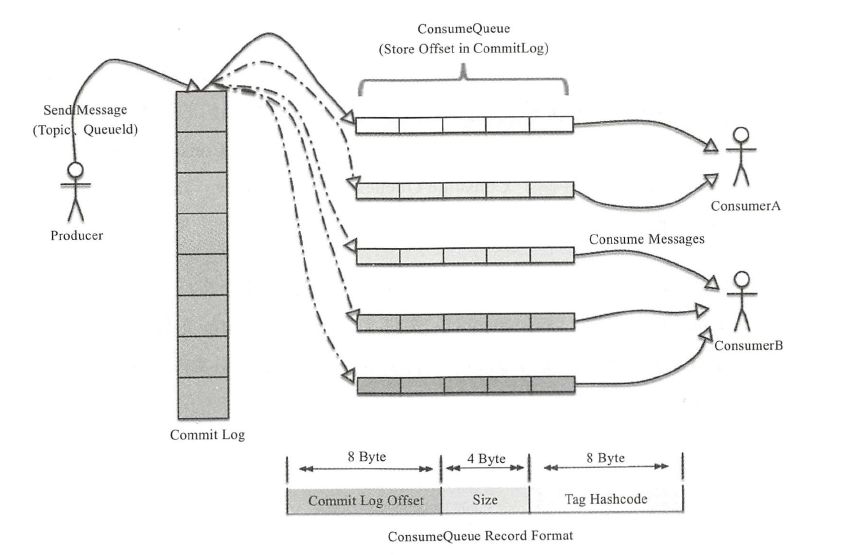 ConsumeQueue
(Store Offset in CommitLog)
Send Message
(Topic、QueueId)
Producer
Commit Log
ConsumerA
Consume Messages
ConsumerB
8 Byte
4 Byte
8 Byte
Commit Log Offset
Size
Tag Hashcode
ConsumeQueue Record Format